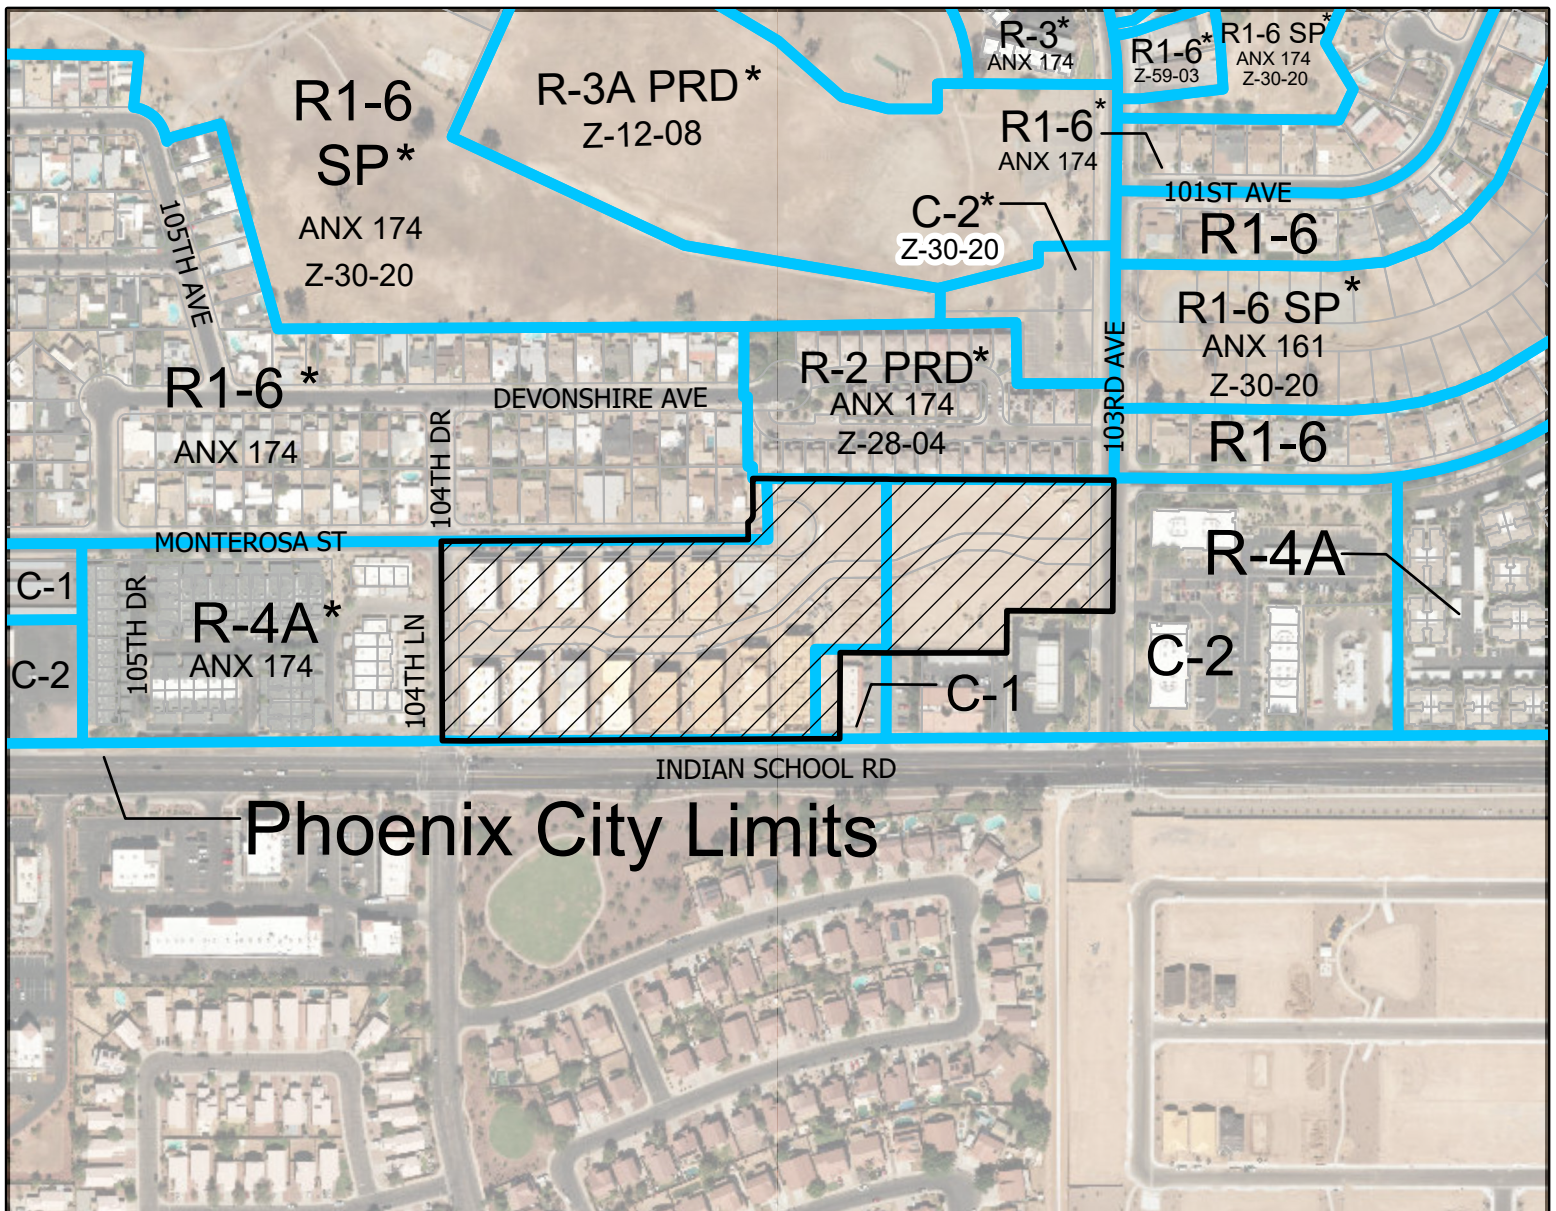 R-3*
ANX 174
R1-6*
Z-59-03
R1-6 SP*
ANX 174
Z-30-20
R1-6
SP*
ANX 174
Z-30-20
R-3A PRD*
Z-12-08
R1-6*
ANX 174
101ST AVE
C-2*
Z-30-20
R1-6
105TH AVE
R1-6 SP*
ANX 161
Z-30-20
103RD AVE
R1-6 *
ANX 174
DEVONSHIRE AVE
R-2 PRD*
ANX 174
Z-28-04
R1-6
104TH DR
MONTEROSA ST
C-1
105TH DR
R-4A*
ANX 174
104TH LN
R-4A
C-2
C-2
C-1
INDIAN SCHOOL RD
Phoenix City Limits